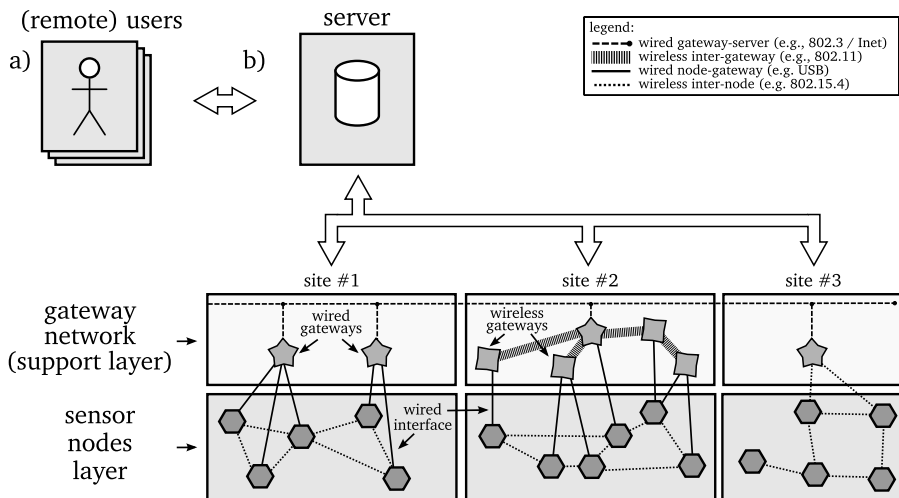 (remote) users
server
a)
b)
legend:
wired gateway-server (e.g., 802.3 / Inet)
wireless inter-gateway (e.g., 802.11)
wired node-gateway (e.g. USB)
wireless inter-node (e.g. 802.15.4)
site #1
site #2
site #3
gateway
network
(support layer)
wired
gateways
wireless
gateways
sensor
nodes
layer
wired
interface